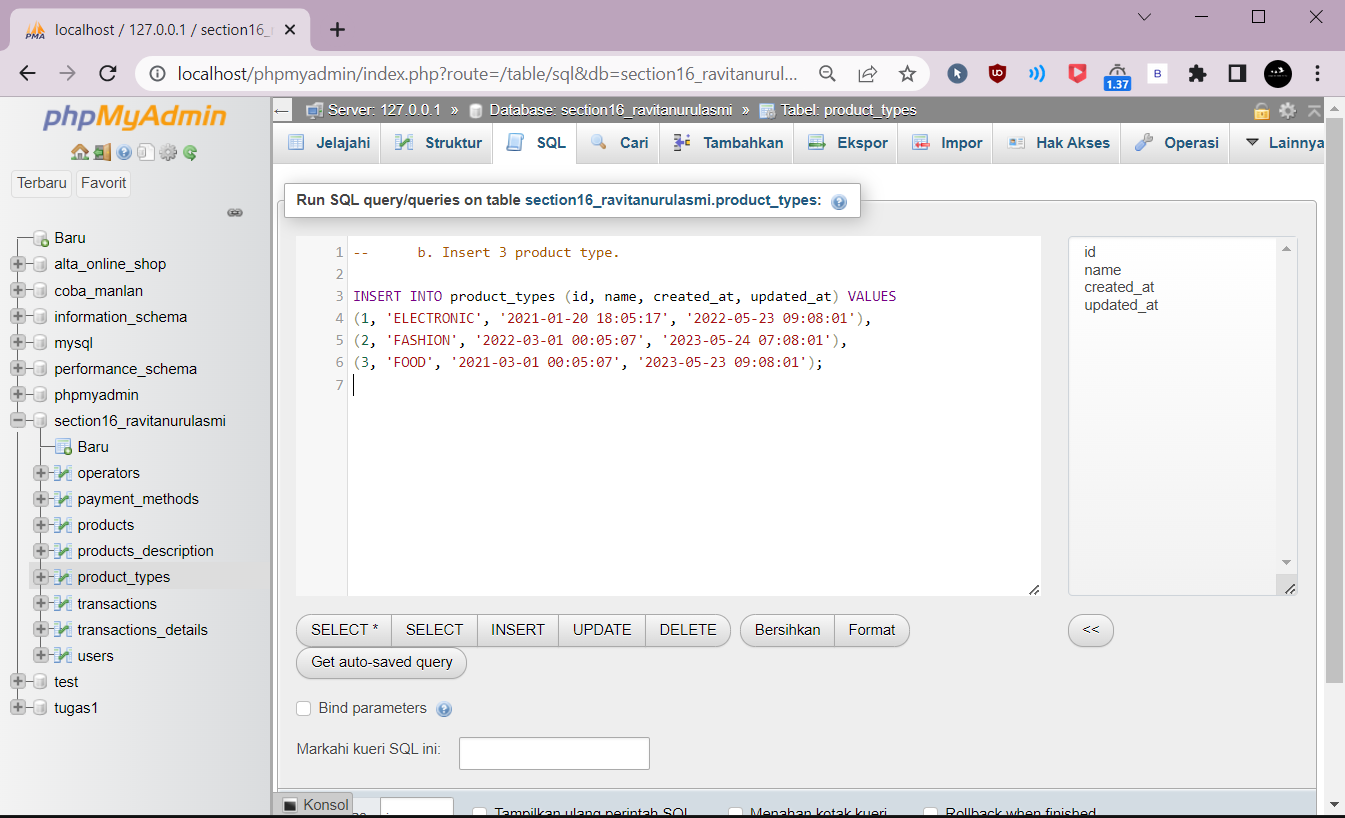 localhost / 127.0.0.1 / section16_
localhost/phpmyadmin/index.php?route=/table/sql&db=section16_ravitanurul...
1.37
B
phpMyAdmin
Terbaru Favorit
Baru
alta_online_shop
coba_manlan
information_schema
mysql
performance_schema
phpmyadmin
section16_ravitanurulasmi
Baru
operators
payment_methods
products
products_description
product_types
transactions
transactions_details
users
test
tugas1
Server: 127.0.0.1 » Database: section16_ravitanurulasmi » Tabel: product_types
Jelajahi Struktur SQL Cari Tambahkan Ekspor Impor Hak Akses Operasi Lainnya
Run SQL query/queries on table section16_ravitanurulasmi.product_types:
1 -- b. Insert 3 product type.
2
3 INSERT INTO product_types (id, name, created_at, updated_at) VALUES
4 (1, 'ELECTRONIC', '2021-01-20 18:05:17', '2022-05-23 09:08:01'),
5 (2, 'FASHION', '2022-03-01 00:05:07', '2023-05-24 07:08:01'),
6 (3, 'FOOD', '2021-03-01 00:05:07', '2023-05-23 09:08:01');
7
id
name
created_at
updated_at
SELECT * SELECT INSERT UPDATE DELETE Bersihkan Format <<
Get auto-saved query
Bind parameters
Markahi kueri SQL ini:
Konsol Tampilkan ulang perintah SQL Menahan kotak kueri Rollback when finished